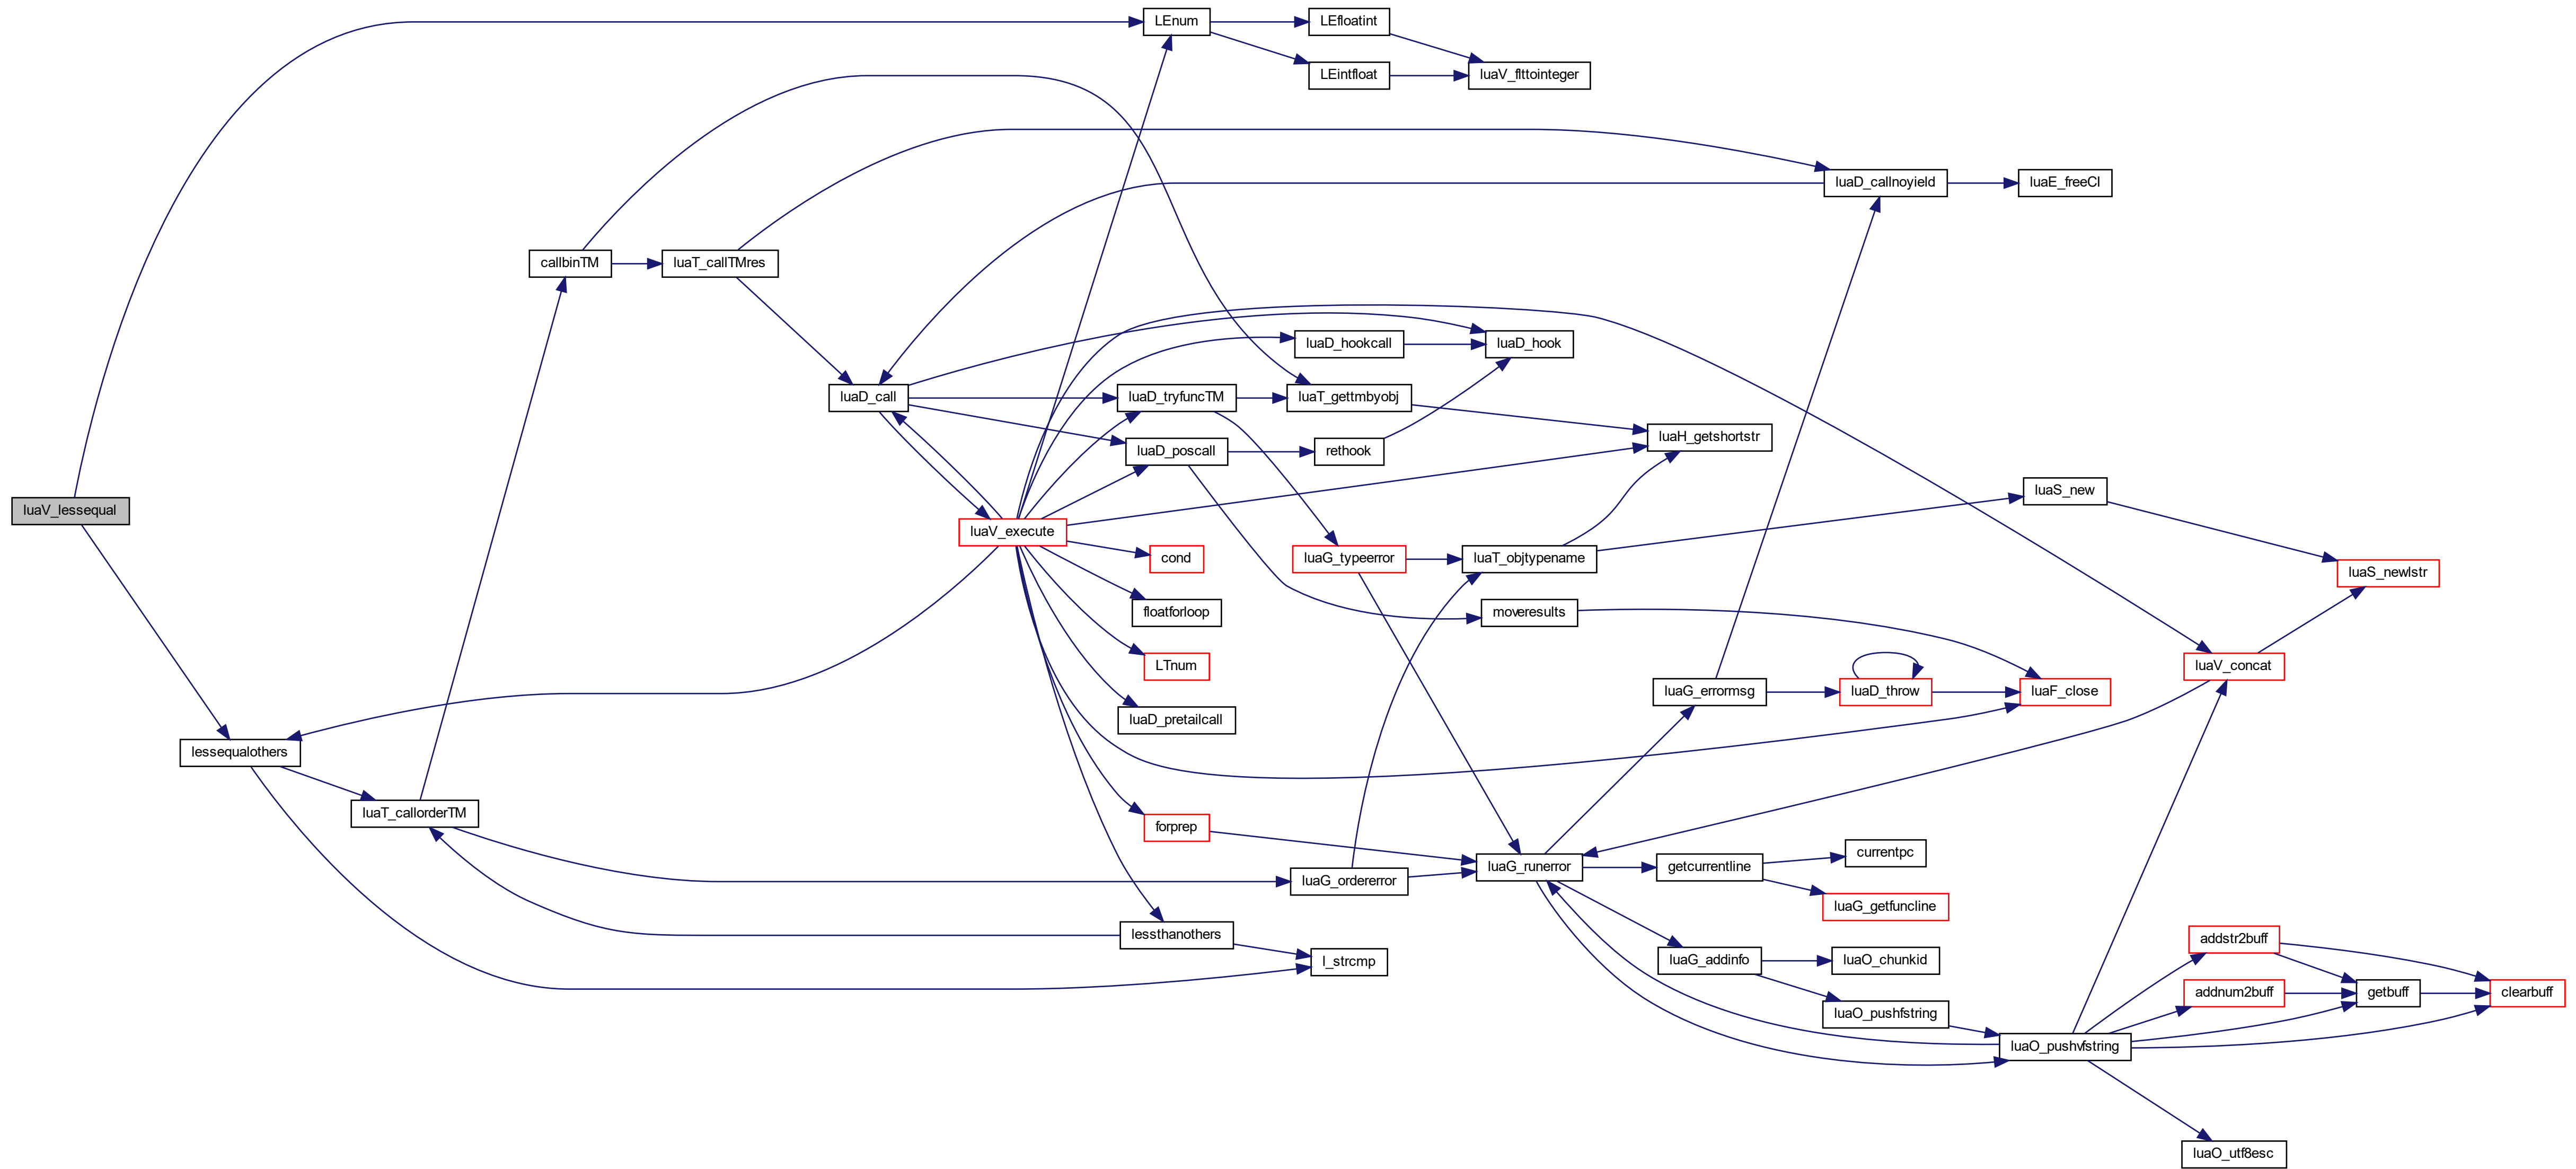 LEnum
LEfloatint
LEintfloat
luaV_flttointeger
luaD_callnoyield
luaE_freeCI
callbinTM
luaT_callTMres
luaD_hookcall
luaD_hook
luaD_call
luaD_tryfuncTM
luaT_gettmbyobj
luaD_poscall
rethook
luaH_getshortstr
luaS_new
luaV_lessequal
luaV_execute
cond
luaG_typeerror
luaT_objtypename
luaS_newlstr
floatforloop
moveresults
LTnum
luaV_concat
luaG_errormsg
luaD_throw
luaF_close
luaD_pretailcall
lessequalothers
luaT_callorderTM
forprep
currentpc
luaG_runerror
getcurrentline
luaG_ordererror
luaG_getfuncline
lessthanothers
addstr2buff
l_strcmp
luaG_addinfo
luaO_chunkid
addnum2buff
getbuff
clearbuff
luaO_pushfstring
luaO_pushvfstring
luaO_utf8esc